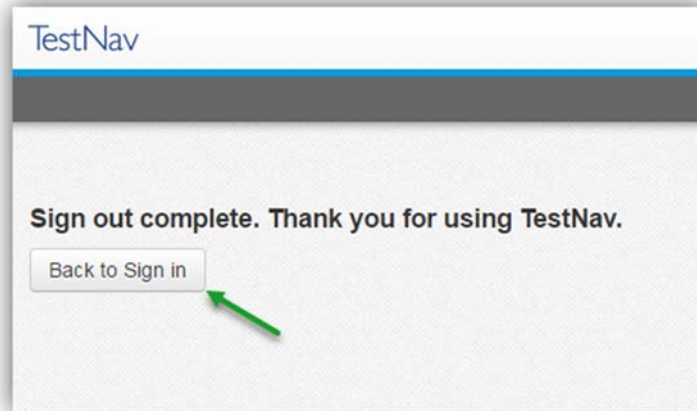 TestNav
Sign out complete. Thank you for using TestNav.
Back to Sign in